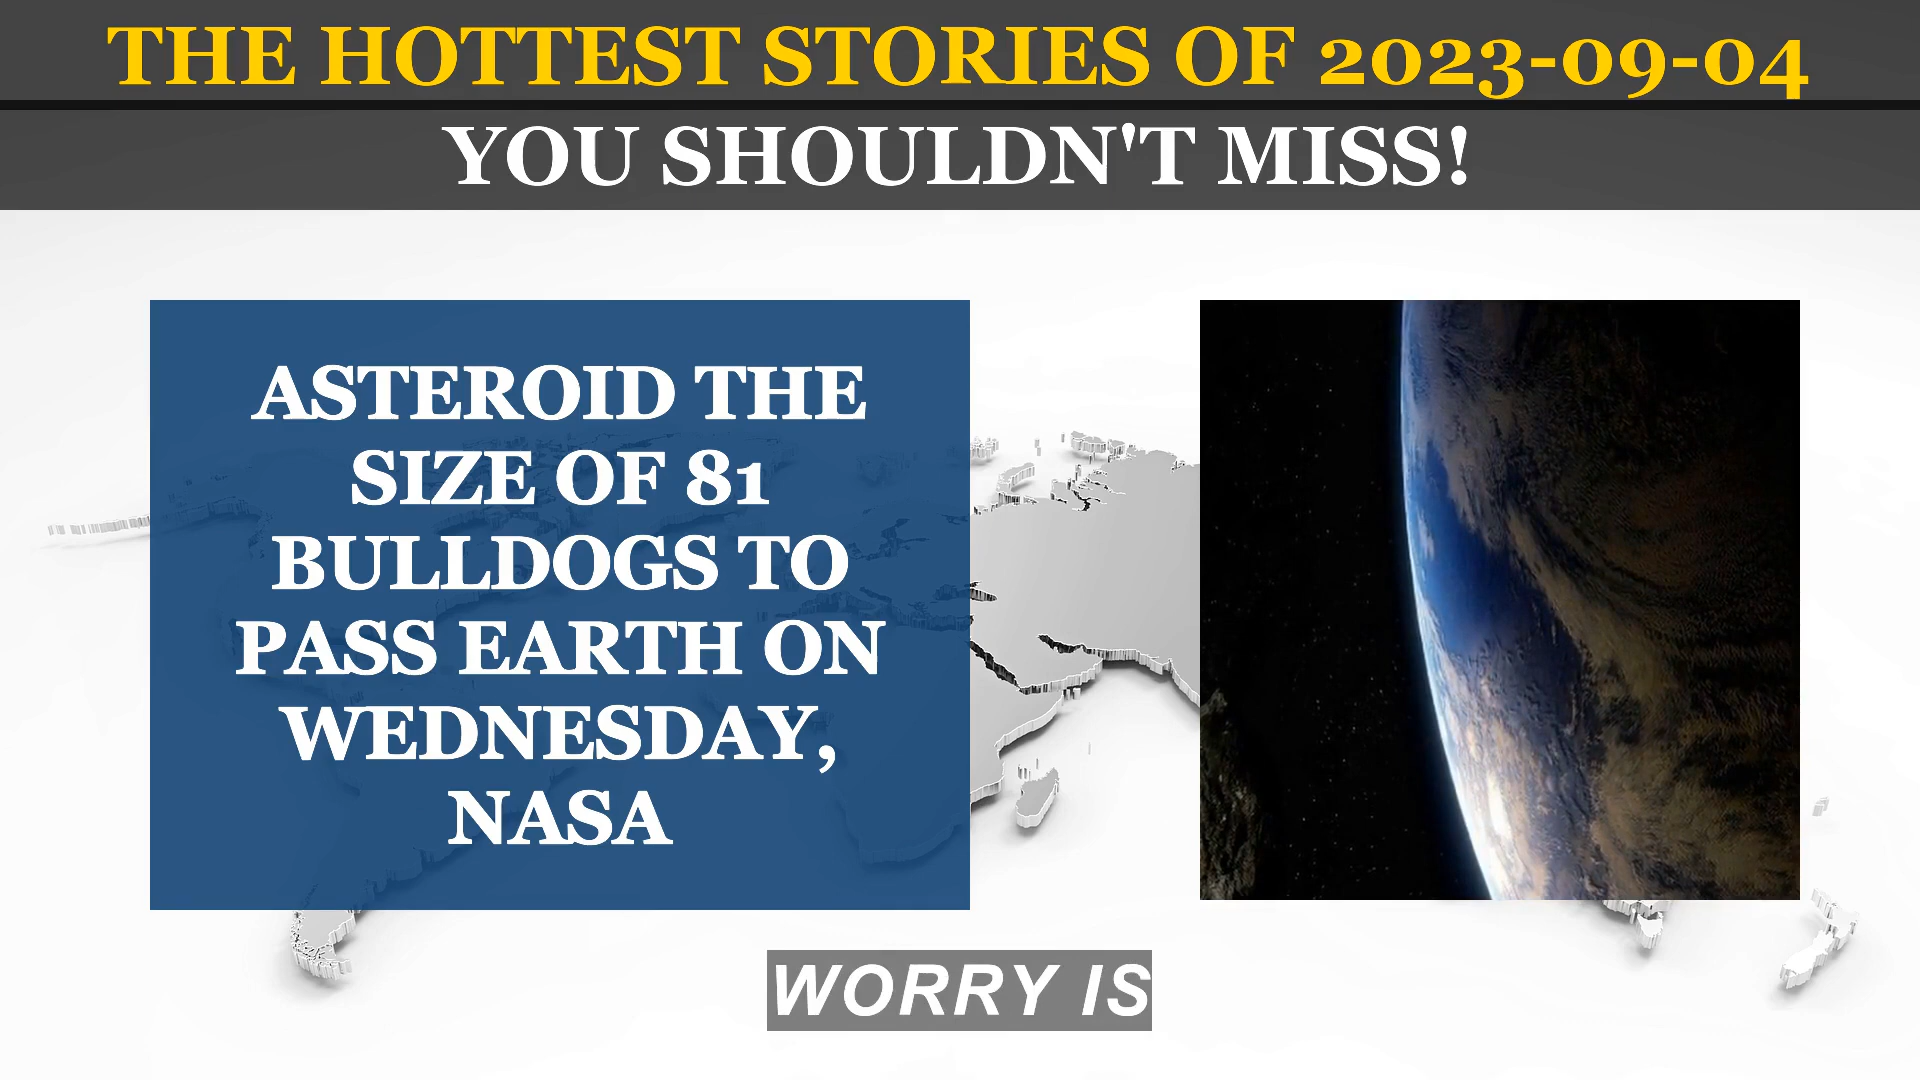 THE HOTTEST STORIES OF 2023-09-04
YOU SHOULDN'T MISS!
ASTEROID THE
SIZE OF 81
BULLDOGS TO
PASS EARTH ON
WEDNESDAY,
NASA
WORRY IS